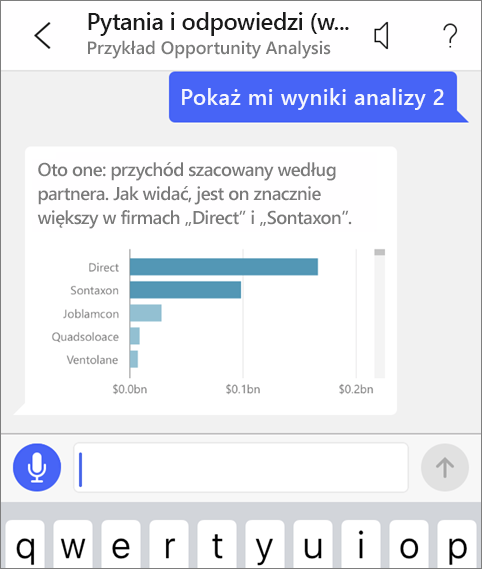 Pytania i odpowiedzi (w...
Przykład Opportunity Analysis
?
Pokaż mi wyniki analizy 2
Oto one: przychód szacowany według
partnera. Jak widać, jest on znacznie
większy w firmach „Direct” i „Sontaxon”.
Direct
Sontaxon
Joblamcon
Quadsoloace
Ventolane
$0.0bn $0.1bn $0.2bn
q w e r t y u i o p